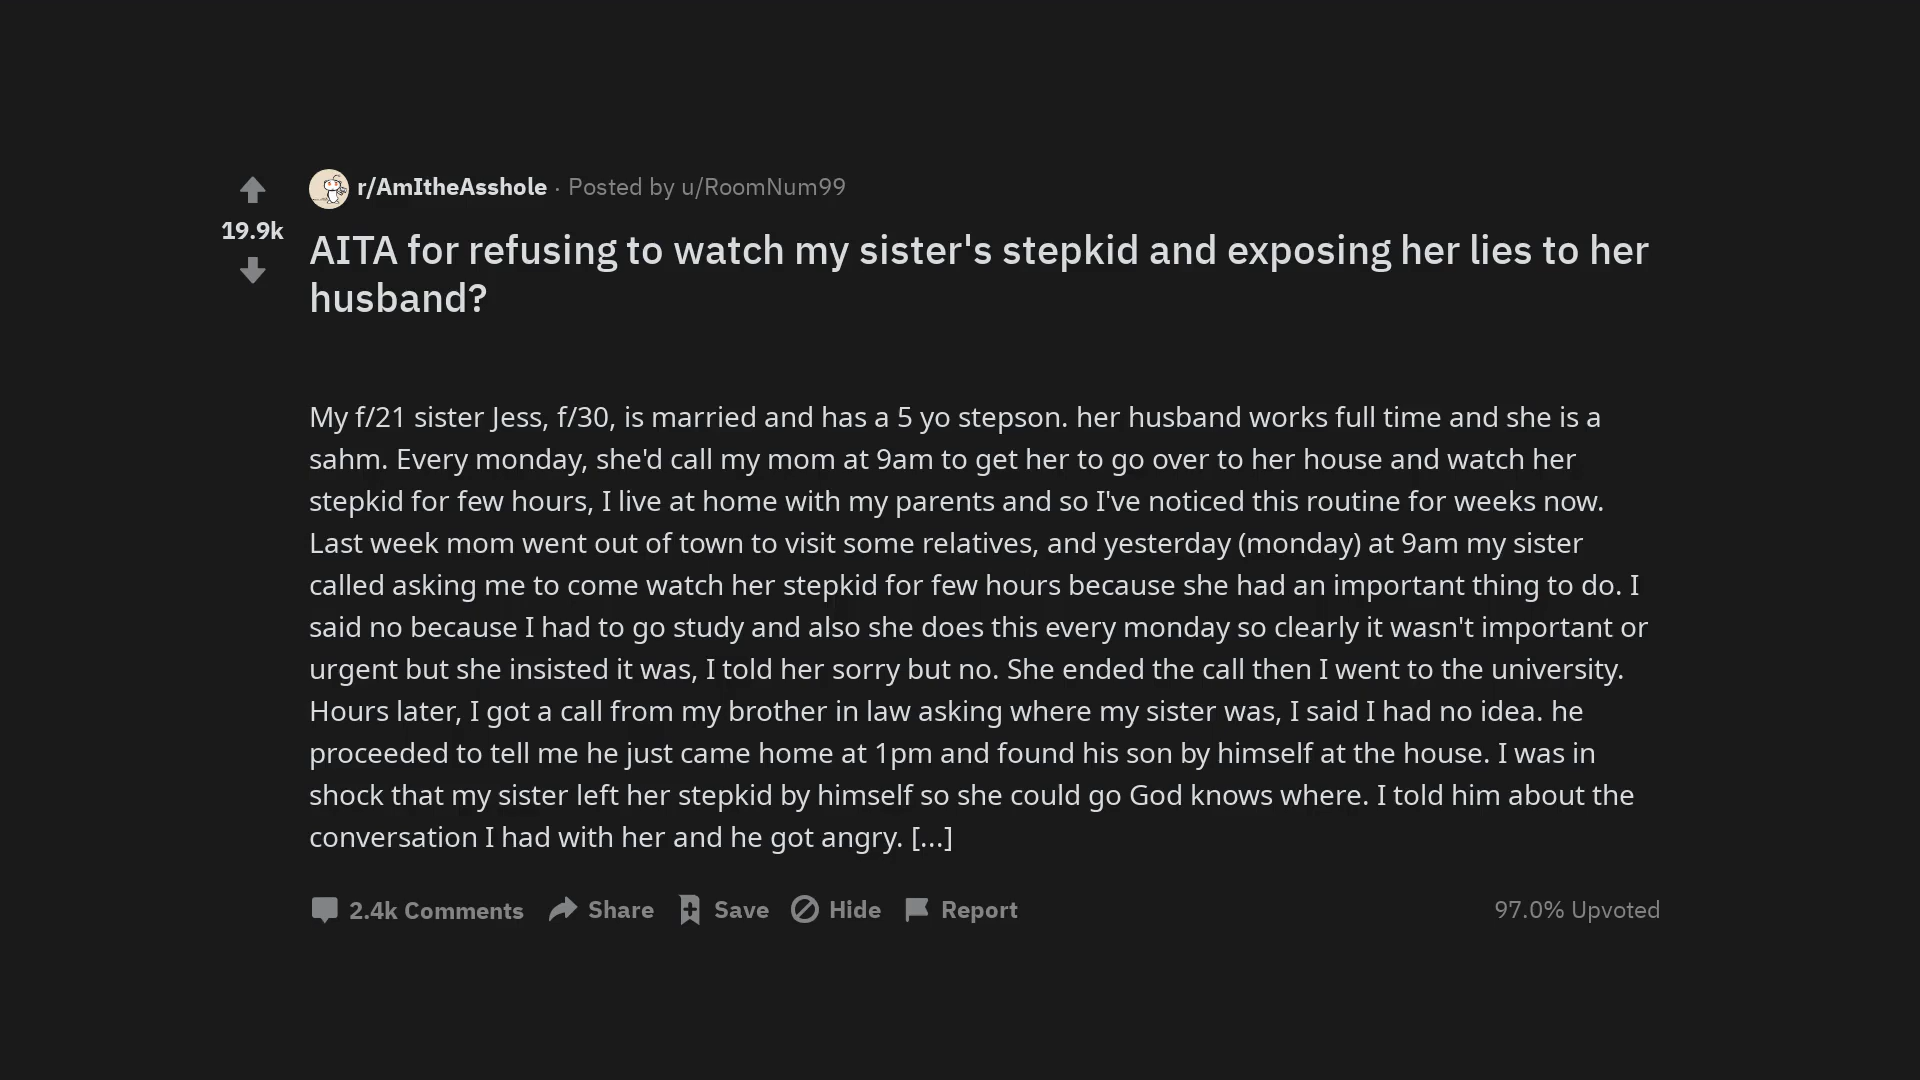 r/AmItheAsshole · Posted by u/RoomNum99
19.9k
AITA for refusing to watch my sister's stepkid and exposing her lies to her
husband?
My f/21 sister Jess, f/30, is married and has a 5 yo stepson. her husband works full time and she is a
sahm. Every monday, she'd call my mom at 9am to get her to go over to her house and watch her
stepkid for few hours, I live at home with my parents and so I've noticed this routine for weeks now.
Last week mom went out of town to visit some relatives, and yesterday (monday) at 9am my sister
called asking me to come watch her stepkid for few hours because she had an important thing to do. I
said no because I had to go study and also she does this every monday so clearly it wasn't important or
urgent but she insisted it was, I told her sorry but no. She ended the call then I went to the university.
Hours later, I got a call from my brother in law asking where my sister was, I said I had no idea. he
proceeded to tell me he just came home at 1pm and found his son by himself at the house. I was in
shock that my sister left her stepkid by himself so she could go God knows where. I told him about the
conversation I had with her and he got angry. [...]
2.4k Comments Share Save Hide Report 97.0% Upvoted